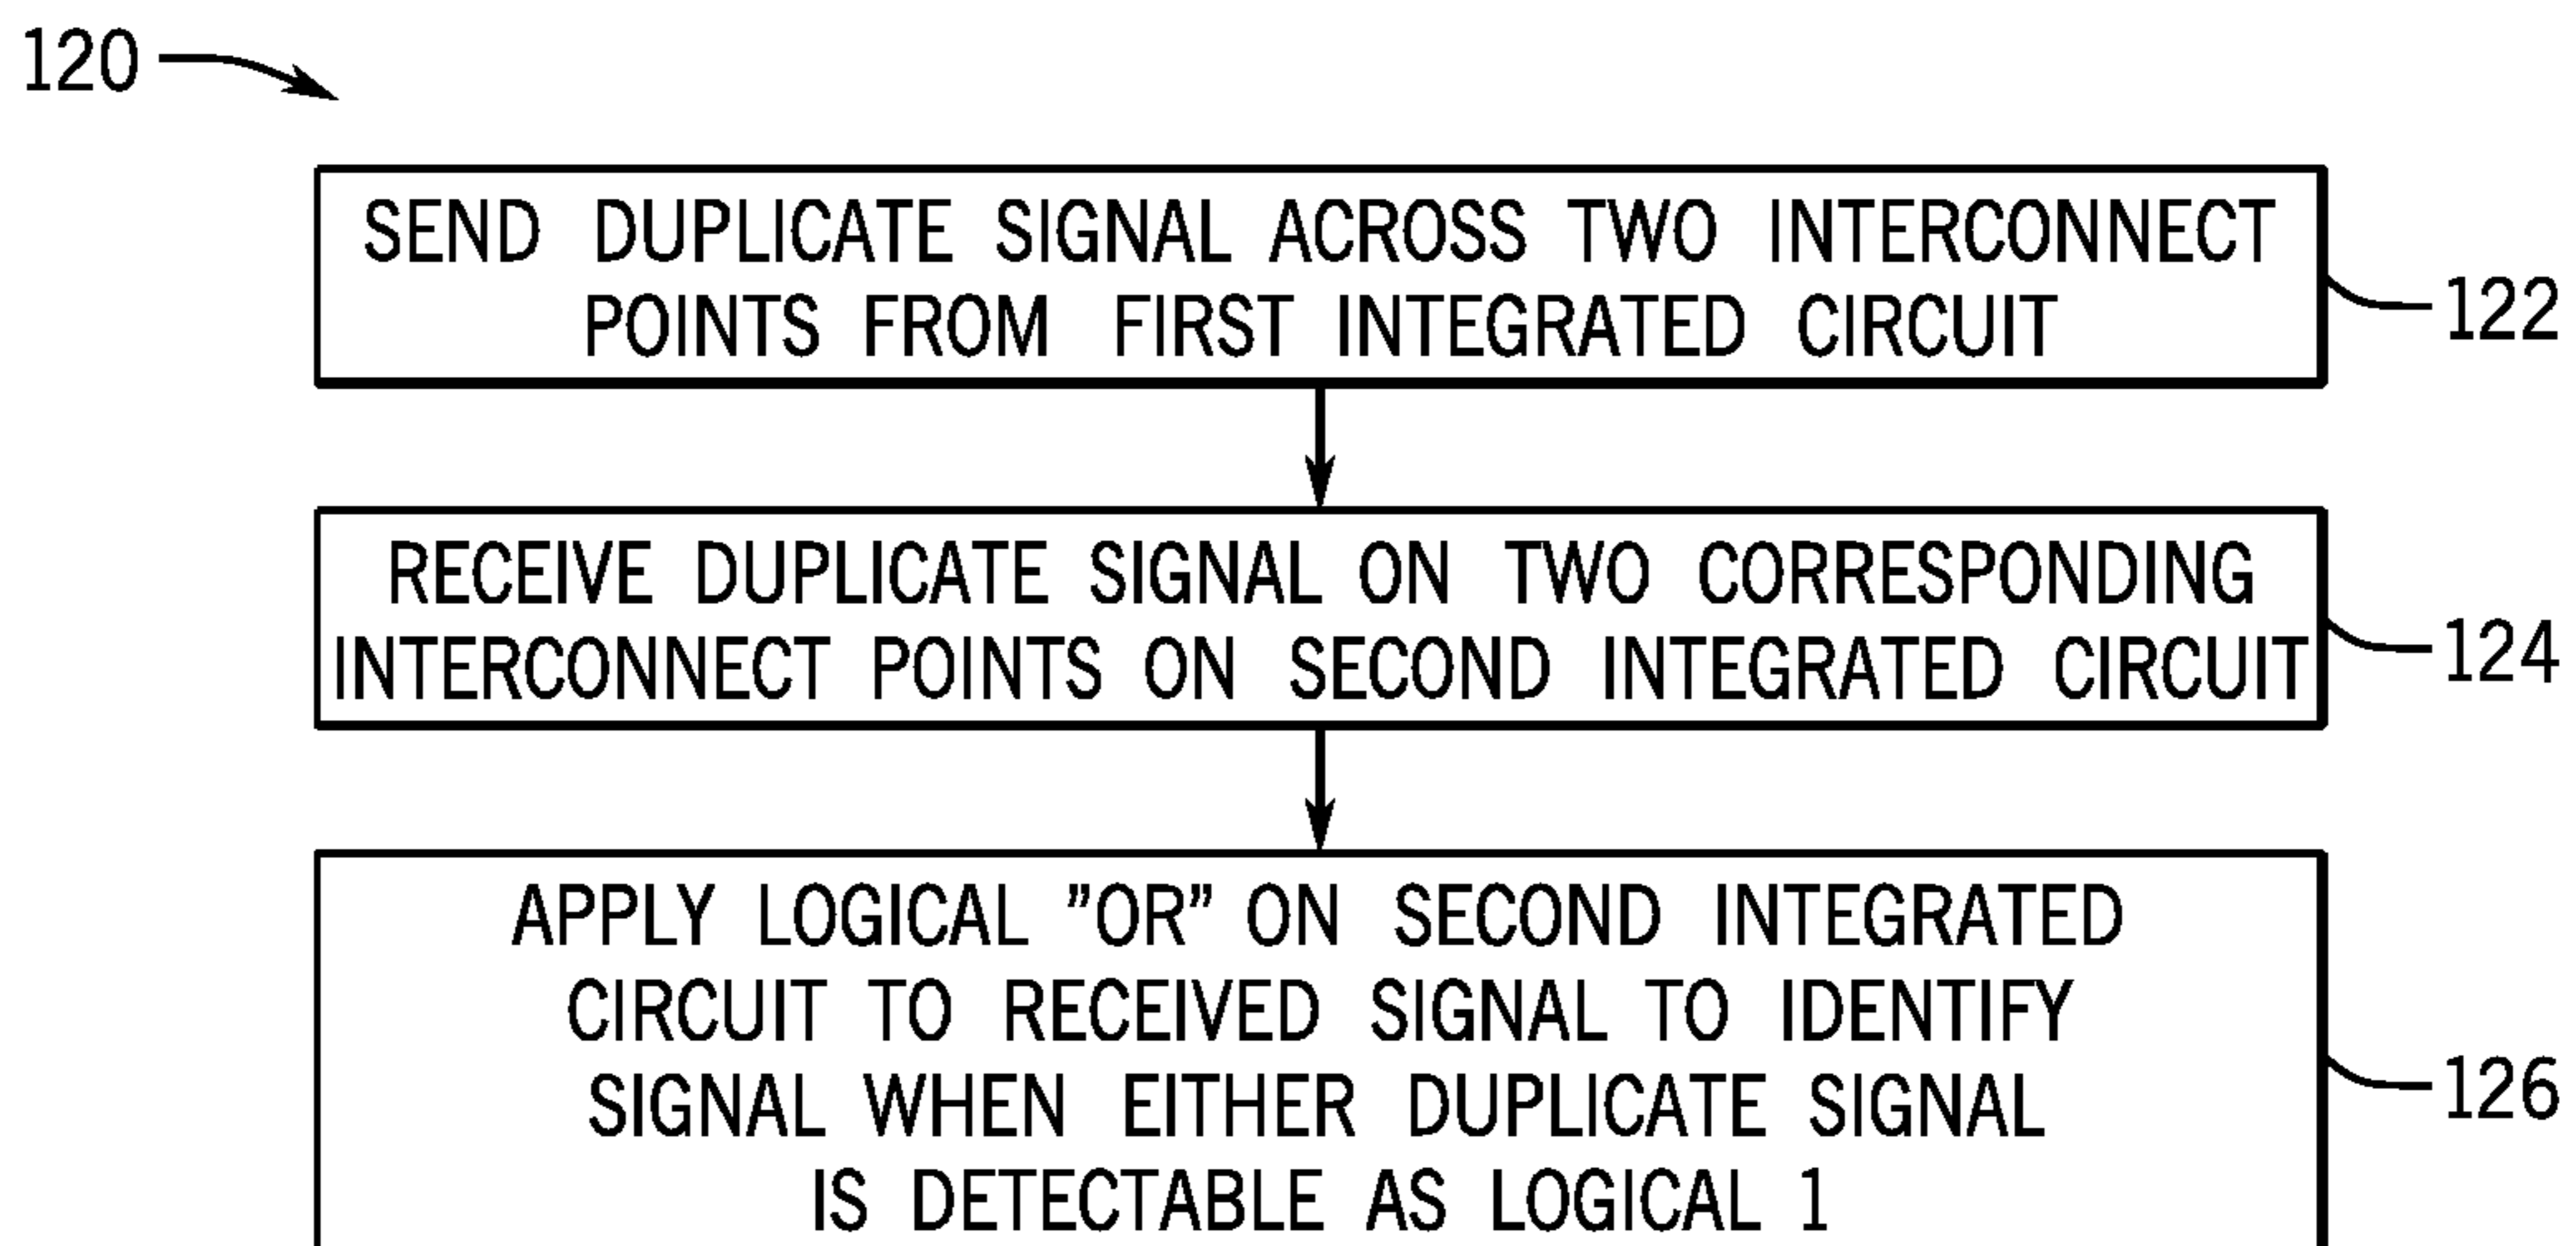 120
SEND DUPLICATE SIGNAL ACROSS TWO INTERCONNECT
POINTS FROM FIRST INTEGRATED CIRCUIT
122
RECEIVE DUPLICATE SIGNAL ON TWO CORRESPONDING
INTERCONNECT POINTS ON SECOND INTEGRATED CIRCUIT
124
APPLY LOGICAL ”OR” ON SECOND INTEGRATED
CIRCUIT TO RECEIVED SIGNAL TO IDENTIFY
SIGNAL WHEN EITHER DUPLICATE SIGNAL
IS DETECTABLE AS LOGICAL 1
126